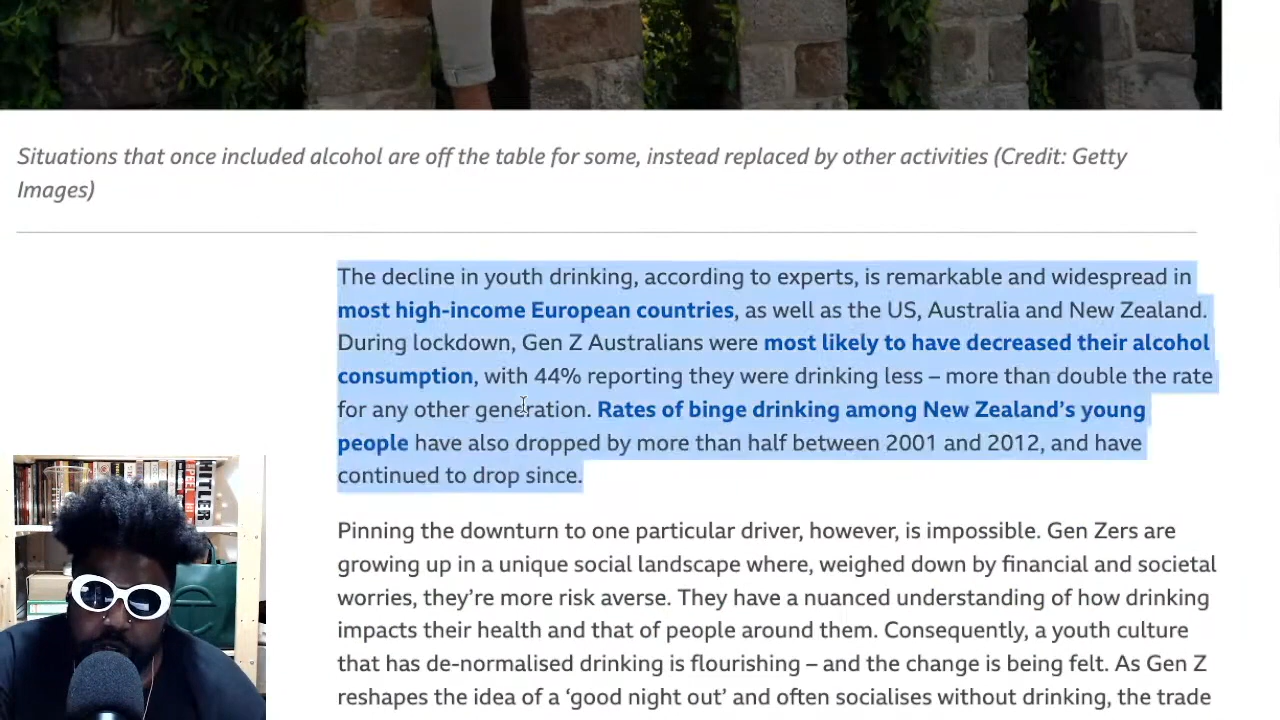 Situations that once included alcohol are off the table for some, instead replaced by other activities (Credit: Getty
Images)
The decline in youth drinking, according to experts, is remarkable and widespread in
most high-income European countries, as well as the US, Australia and New Zealand.
During lockdown, Gen Z Australians were most likely to have decreased their alcohol
consumption, with 44% reporting they were drinking less – more than double the rate
for any other generation. Rates of binge drinking among New Zealand’s young
people have also dropped by more than half between 2001 and 2012, and have
continued to drop since.
Pinning the downturn to one particular driver, however, is impossible. Gen Zers are
growing up in a unique social landscape where, weighed down by financial and societal
worries, they’re more risk averse. They have a nuanced understanding of how drinking
impacts their health and that of people around them. Consequently, a youth culture
that has de-normalised drinking is flourishing – and the change is being felt. As Gen Z
reshapes the idea of a ‘good night out’ and often socialises without drinking, the trade
SPEER
HITLER